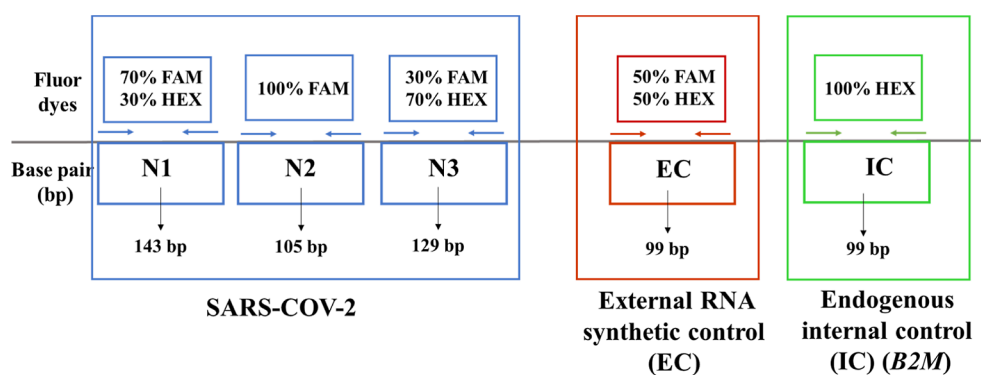 Fluor
dyes
70% FAM
30% HEX
100% FAM
30% FAM
70% HEX
50% FAM
50% HEX
100% HEX
Base pair
(bp)
N1
N2
N3
EC
IC
143 bp
105 bp
129 bp
99 bp
99 bp
SARS-COV-2
External RNA
synthetic control
(EC)
Endogenous
internal control
(IC) (B2M)